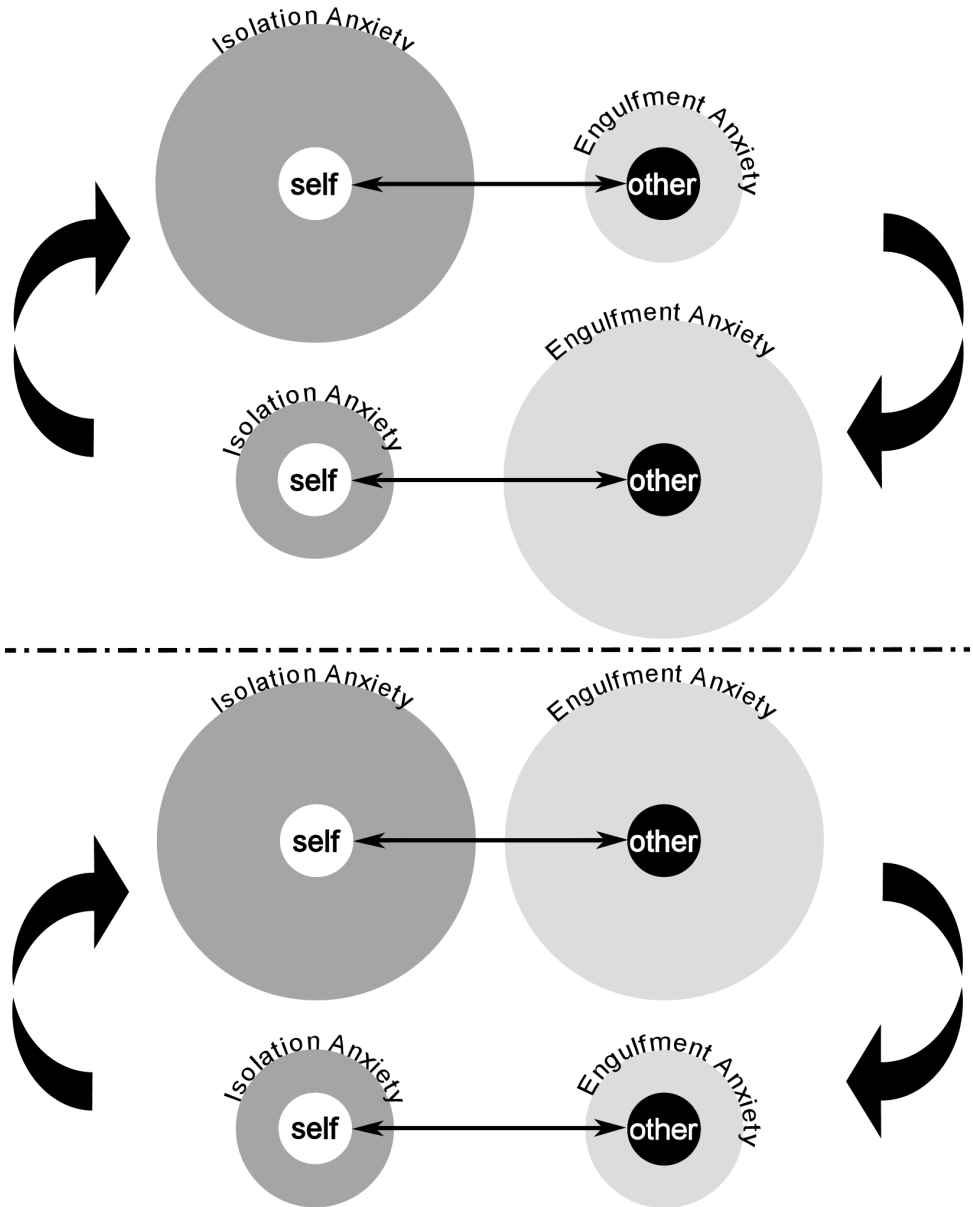 Isolation Anxiety
Engulfment Anxiety
self
other
Engulfment Anxiety
Isolation Anxiety
self
other
Isolation Anxiety
Engulfment Anxiety
self
other
Isolation Anxiety
Engulfment Anxiety
self
other